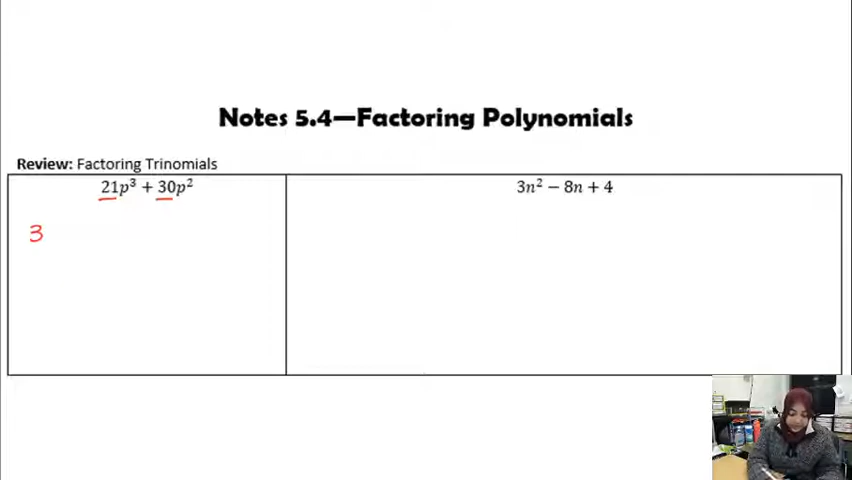 Notes 5.4—Factoring Polynomials
Review: Factoring Trinomials
21p³ + 30p²
3n² − 8n + 4
3